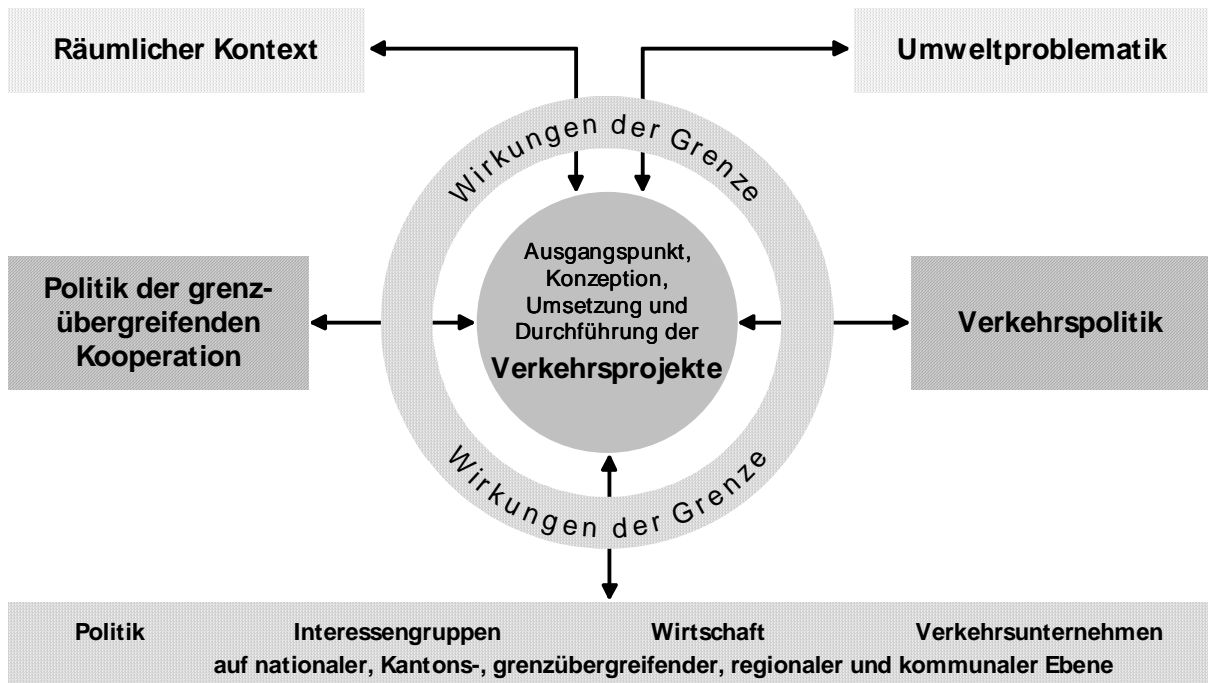 Räumlicher Kontext
Umweltproblematik
Wirkungen der Grenze
Ausgangspunkt,
Konzeption,
Umsetzung und
Durchführung der
Verkehrsprojekte
Politik der grenz-
übergreifenden
Kooperation
Verkehrspolitik
Wirkungen der Grenze
Politik Interessengruppen Wirtschaft Verkehrsunternehmen
auf nationaler, Kantons-, grenzübergreifender, regionaler und kommunaler Ebene